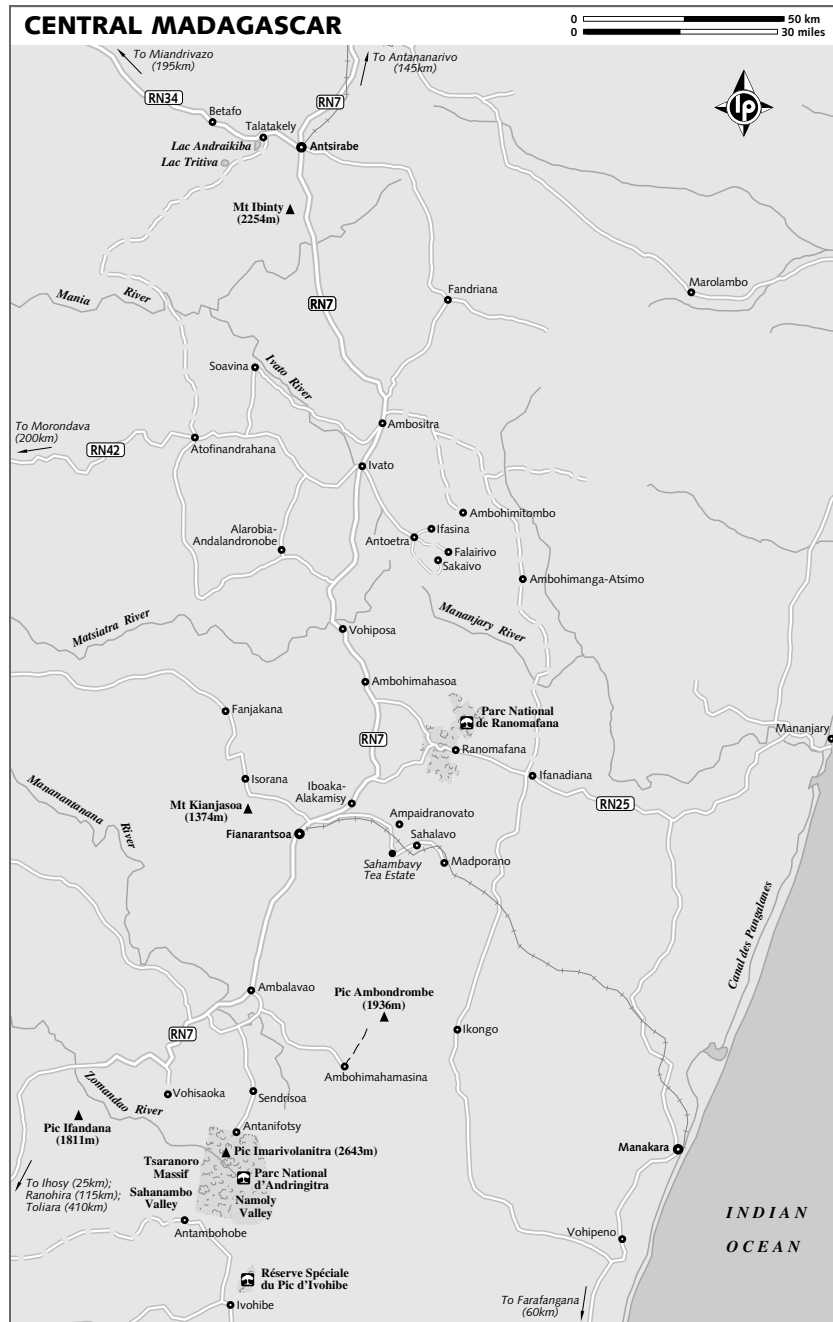 CENTRAL MADAGASCAR
0 50 km
0 30 miles
To Miandrivazo
(195km)
To Antananarivo
(145km)
RN34
RN7
lp
Betafo
Talatakely
Lac Andraikiba
Antsirabe
Lac Tritiva
Mt Ibinty
(2254m)
Marolambo
Mania River
RN7
Fandriana
Soavina
Ivato River
To Morondava
(200km)
Ambositra
RN42
Atofinandrahana
Ivato
Ambohimitombo
Ifasina
Alarobia-
Andalandronobe
Antoetra
Falairivo
Sakaivo
Ambohimanga-Atsimo
Matsiatra River
Mananjary River
Vohiposa
Ambohimahasoa
Fanjakana
Parc National
de Ranomafana
Mananjary
RN7
Ranomafana
Isorana
Iboaka-
Alakamisy
Ifanadiana
Mananantanana
River
Mt Kianjasoa
(1374m)
RN25
Ampaidranovato
Fianarantsoa
Sahalavo
Sahambavy
Tea Estate
Madporano
Canal des Pangalanes
Ambalavao
Pic Ambondrombe
(1936m)
RN7
Ikongo
Ambohimahamasina
Zomandao River
Vohisaoka
Sendrisoa
Pic Ifandana
(1811m)
Antanifotsy
Manakara
Pic Imarivolanitra (2643m)
Tsaranoro
Massif
Parc National
d'Andringitra
To Ihosy (25km);
Ranohira (115km);
Toliara (410km)
Sahanambo
Valley
Namoly
Valley
INDIAN
OCEAN
Antambohobe
Vohipeno
Réserve Spéciale
du Pic d'Ivohibe
Ivohibe
To Farafangana
(60km)